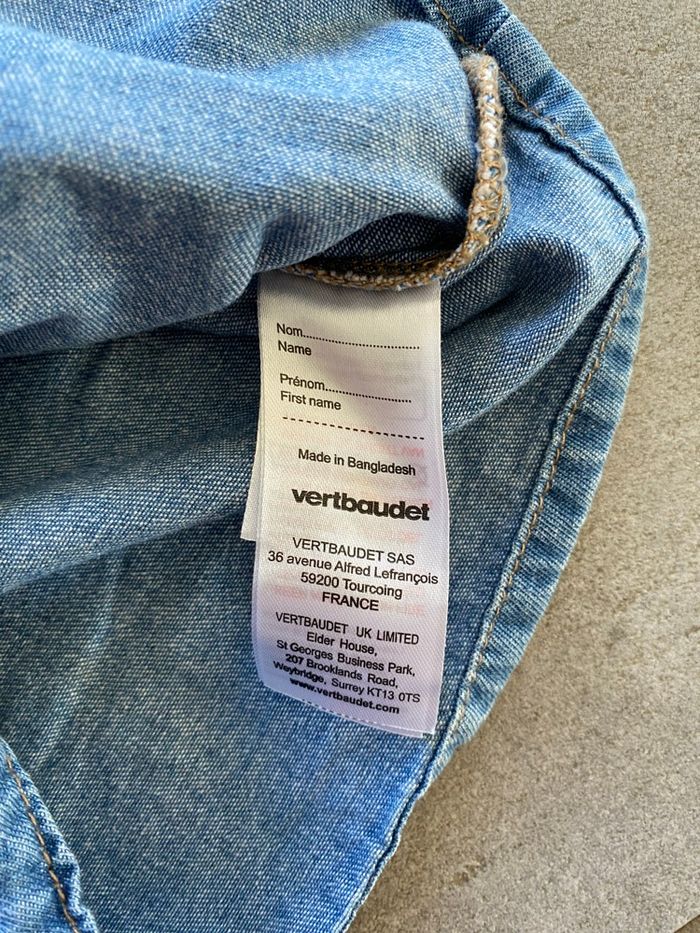 Nom..............................
Name
Prénom......................
First name
Made in Bangladesh
vertbaudet
VERTBAUDET SAS
36 avenue Alfred Lefrançois
59200 Tourcoing
FRANCE
VERTBAUDET UK LIMITED
Elder House,
St Georges Business Park,
207 Brooklands Road,
Weybridge, Surrey KT13 0TS
www.vertbaudet.com